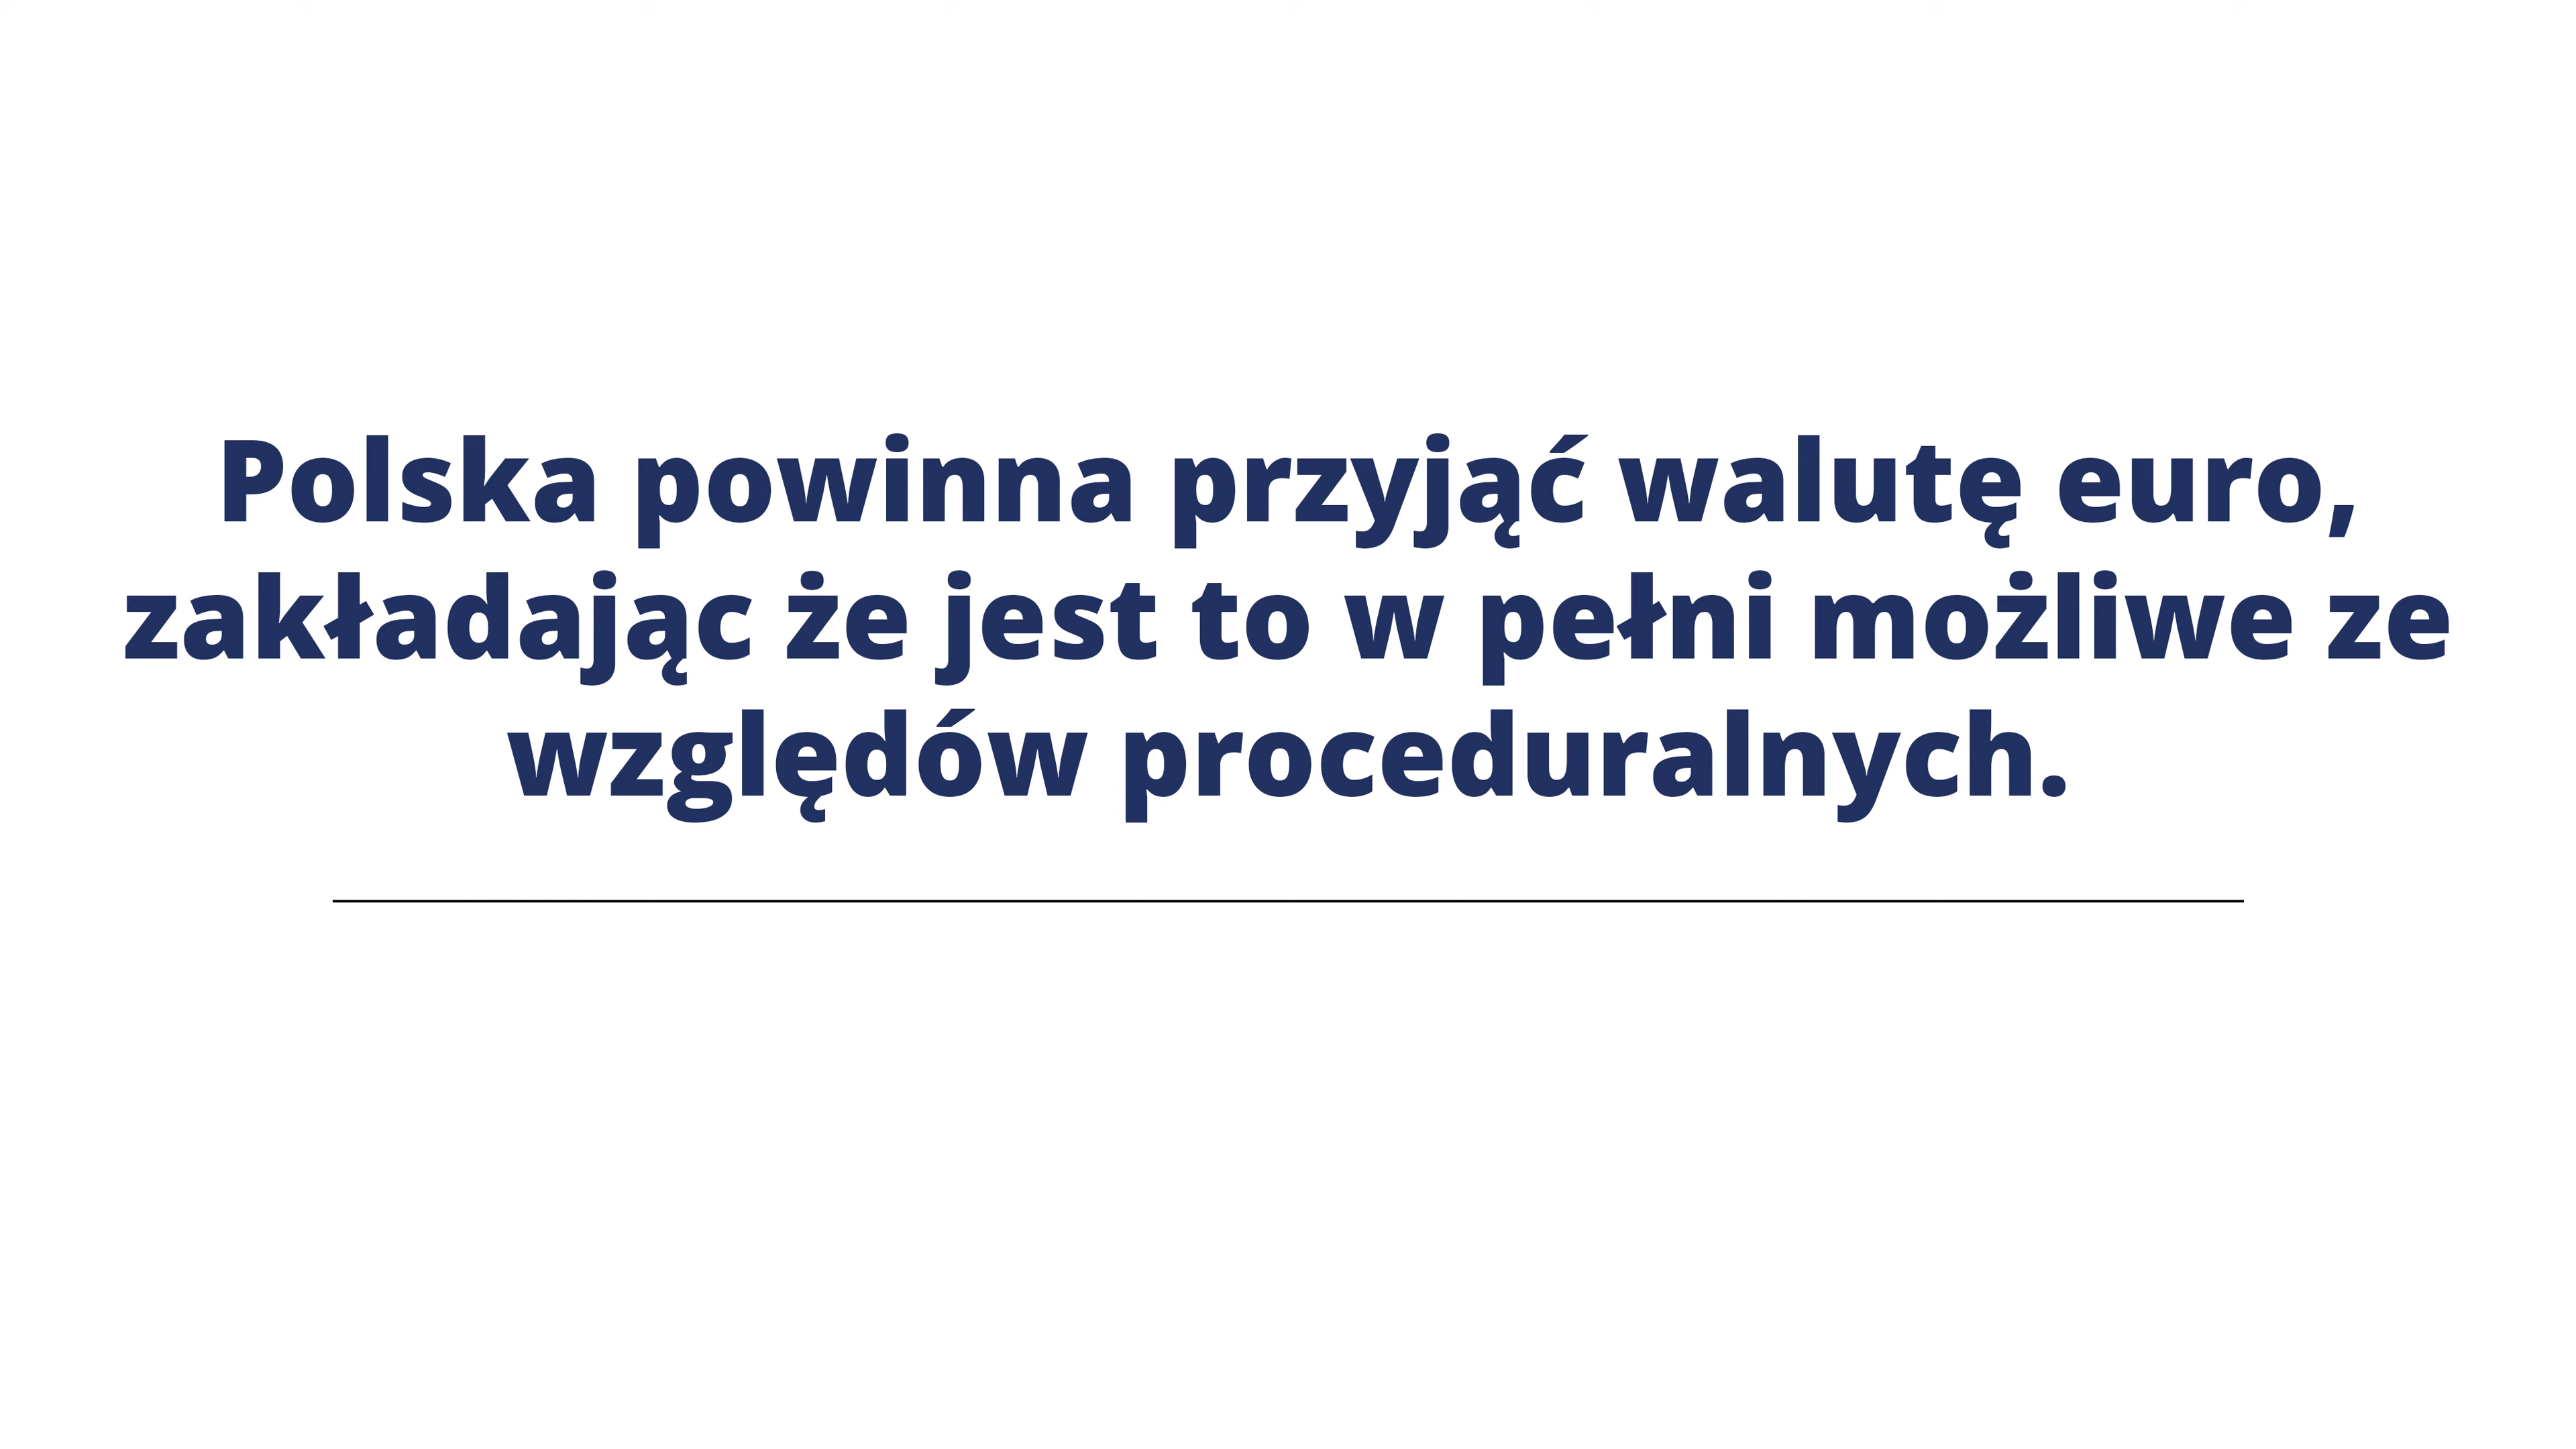 Polska powinna przyjąć walutę euro,
zakładając że jest to w pełni możliwe ze
względów proceduralnych.